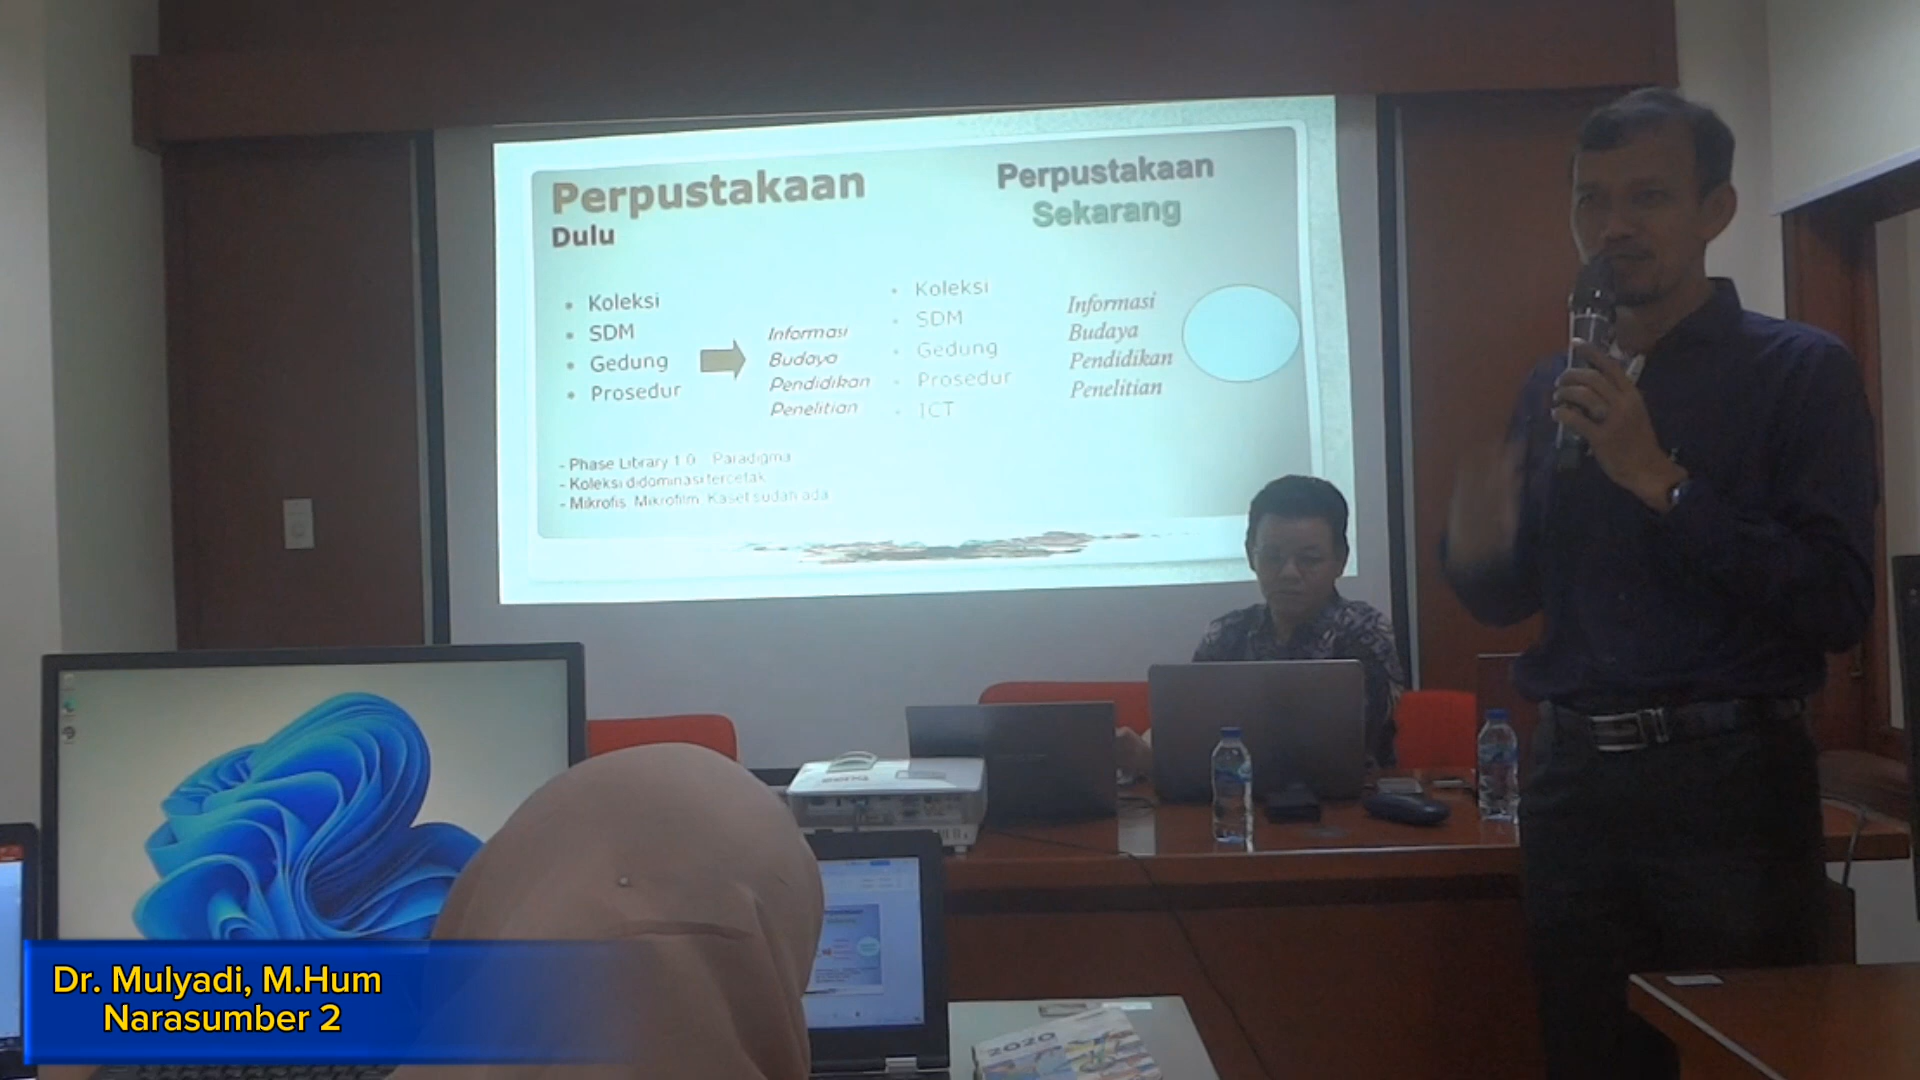 Perpustakaan
Dulu
Koleksi
SDM
Gedung
Prosedur
Informasi
Budaya
Pendidikan
Penelitian
Perpustakaan
Sekarang
Koleksi
SDM
Gedung
Prosedur
ICT
Informasi
Budaya
Pendidikan
Penelitian
- Phase Library 1.0 Paradigma
- Koleksi didominasi tercetak
- Mikrofis, Mikrofilm, Kaset sudah ada
2020
Dr. Mulyadi, M.Hum
Narasumber 2